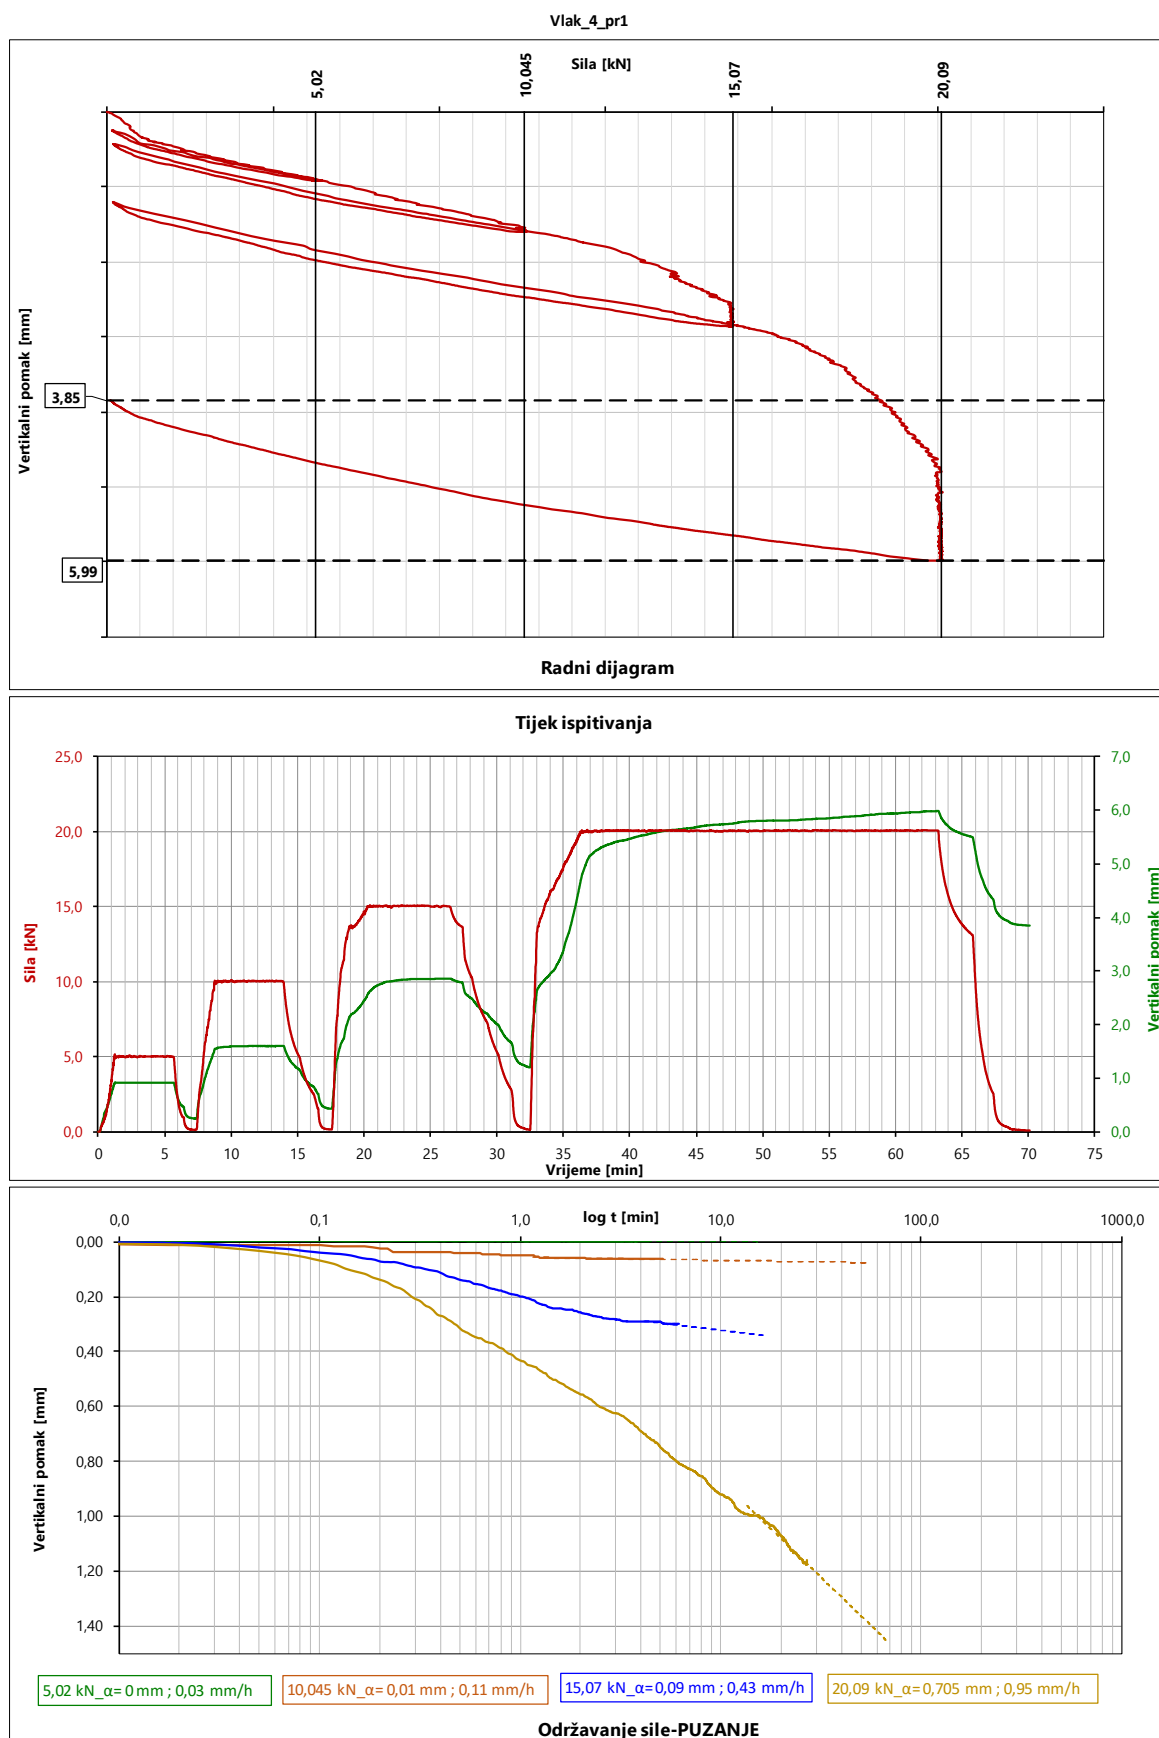 Vlak_4_pr1
Sila [kN]
5,02
10,045
15,07
20,09
Vertikalni pomak [mm]
3,85
5,99
Radni dijagram
Tijek ispitivanja
25,0
20,0
15,0
10,0
5,0
0,0
Sila [kN]
7,0
6,0
5,0
4,0
3,0
2,0
1,0
0,0
Vertikalni pomak [mm]
0 5 10 15 20 25 30 35 40 45 50 55 60 65 70 75
Vrijeme [min]
0,0 0,1 1,0 10,0 100,0 1000,0
log t [min]
0,00
0,20
0,40
0,60
0,80
1,00
1,20
1,40
Vertikalni pomak [mm]
5,02 kN_α= 0 mm ; 0,03 mm/h
10,045 kN_α= 0,01 mm ; 0,11 mm/h
15,07 kN_α=0,09 mm ; 0,43 mm/h
20,09 kN_α=0,705 mm ; 0,95 mm/h
Održavanje sile-PUZANJE